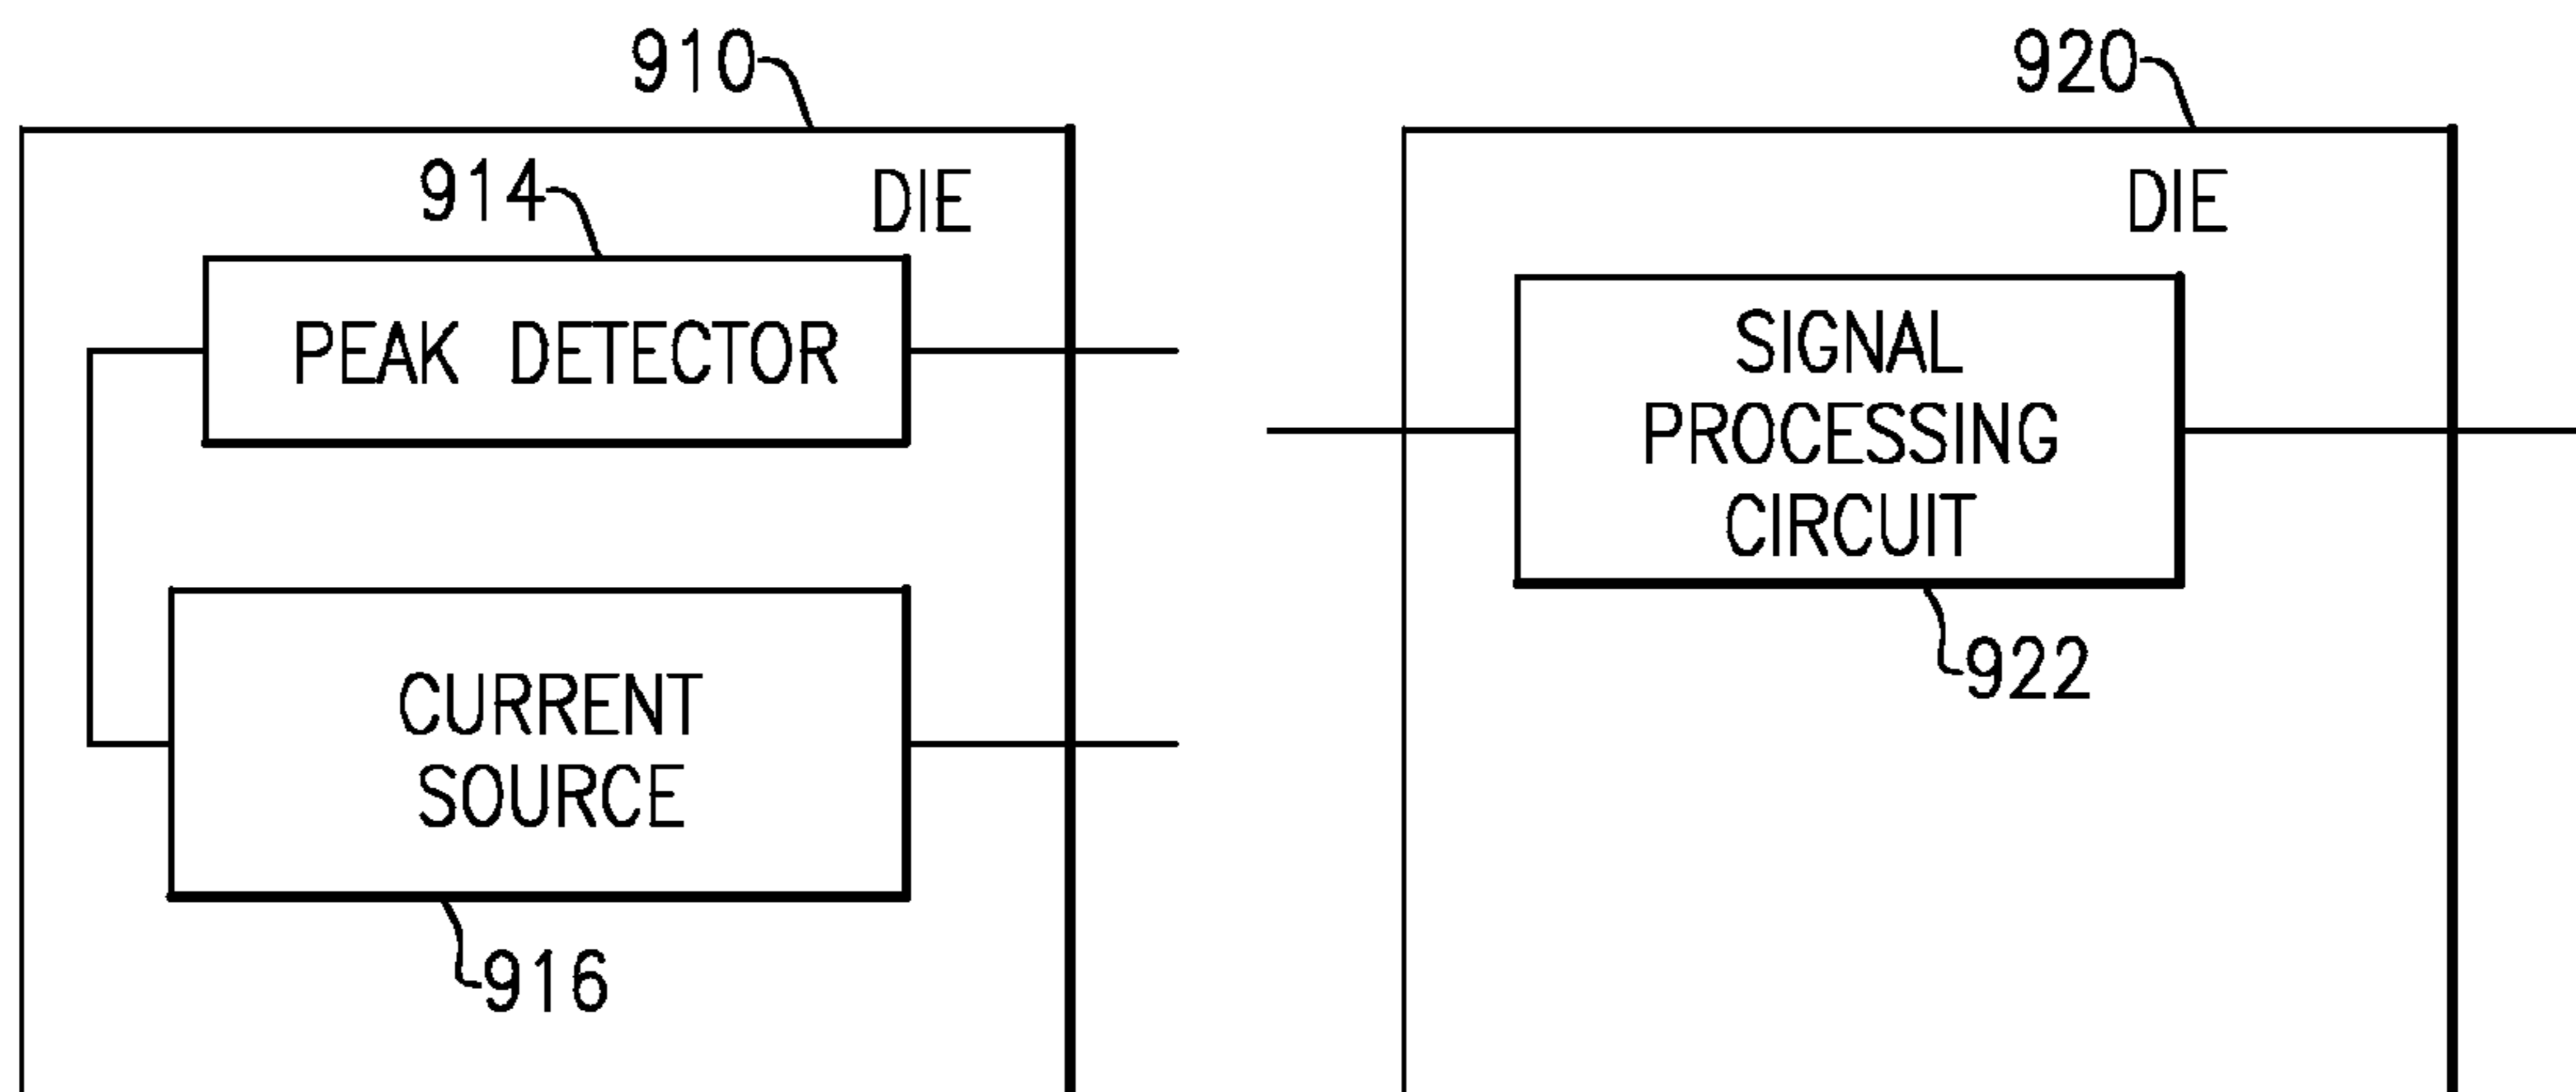 910
DIE
914
PEAK DETECTOR
CURRENT
SOURCE
916
920
DIE
SIGNAL
PROCESSING
CIRCUIT
922